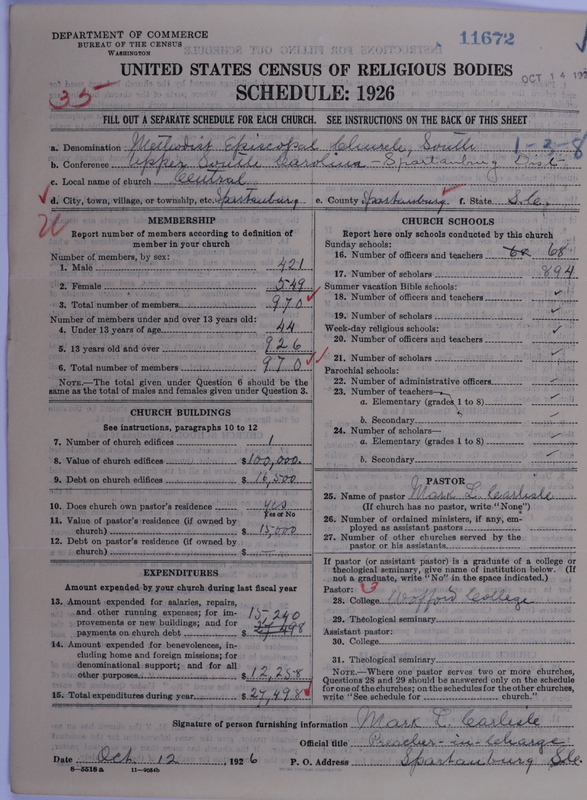 DEPARTMENT OF COMMERCE
BUREAU OF THE CENSUS
WASHINGTON
11672
UNITED STATES CENSUS OF RELIGIOUS BODIES
OCT 14 192
35
SCHEDULE: 1926
FILL OUT A SEPARATE SCHEDULE FOR EACH CHURCH. SEE INSTRUCTIONS ON THE BACK OF THIS SHEET
a. Denomination Methodist Episcopal Church, South 1-2-8
b. Conference Upper South Carolina - Spartanburg Dist.
c. Local name of church Central
d. City, town, village, or township, etc. Spartanburg e. County Spartanburg f. State S.C.
U
MEMBERSHIP
Report number of members according to definition of member in your church
Number of members, by sex:
1. Male 421
2. Female 549
3. Total number of members 970
Number of members under and over 13 years old:
4. Under 13 years of age 44
5. 13 years old and over 926
6. Total number of members 970
NOTE.—The total given under Question 6 should be
same as the total of males and females given under Question 3.
CHURCH BUILDINGS
See instructions, paragraphs 10 to 12
7. Number of church edifices 1
8. Value of church edifices $100,000.
9. Debt on church edifices $16,500
10. Does church own pastor's residence yes
Yes or No
11. Value of pastor's residence (if owned by
church) $15,000
12. Debt on pastor's residence (if owned by
church) $ —
EXPENDITURES
Amount expended by your church during last fiscal year
13. Amount expended for salaries, repairs,
and other running expenses; for im-
provements or new buildings; and for
payments on church debt $ 15,240
27,498
14. Amount expended for benevolences, in-
cluding home and foreign missions; for
denominational support; and for all
other purposes $12,258
15. Total expenditures during year $27,498
CHURCH SCHOOLS
Report here only schools conducted by this church
Sunday schools:
16. Number of officers and teachers 68 68
17. Number of scholars 894
Summer vacation Bible schools:
18. Number of officers and teachers
19. Number of scholars
Week-day religious schools:
20. Number of officers and teachers
21. Number of scholars
Parochial schools:
22. Number of administrative officers
23. Number of teachers—
a. Elementary (grades 1 to 8)
b. Secondary
24. Number of scholars—
a. Elementary (grades 1 to 8)
b. Secondary
PASTOR
25. Name of pastor Mark L. Carlisle
(If church has no pastor, write "None")
26. Number of ordained ministers, if any, em-
ployed as assistant pastors
27. Number of other churches served by the
pastor or his assistants
If pastor (or assistant pastor) is a graduate of a college or
theological seminary, give name of institution below. (If
not a graduate, write "No" in the space indicated.)
Pastor:
28. College Wofford College
29. Theological seminary
Assistant pastor:
30. College
31. Theological seminary
NOTE.—Where one pastor serves two or more churches,
Questions 28 and 29 should be answered only on the schedule
for one of the churches; on the schedules for the other churches,
write "See schedule for church."
Signature of person furnishing information Mark L. Carlisle
Official title Preacher-in-Charge
Date Oct. 12, 1926 P. O. Address Spartanburg S.C.
8—5518 a 11—9054b